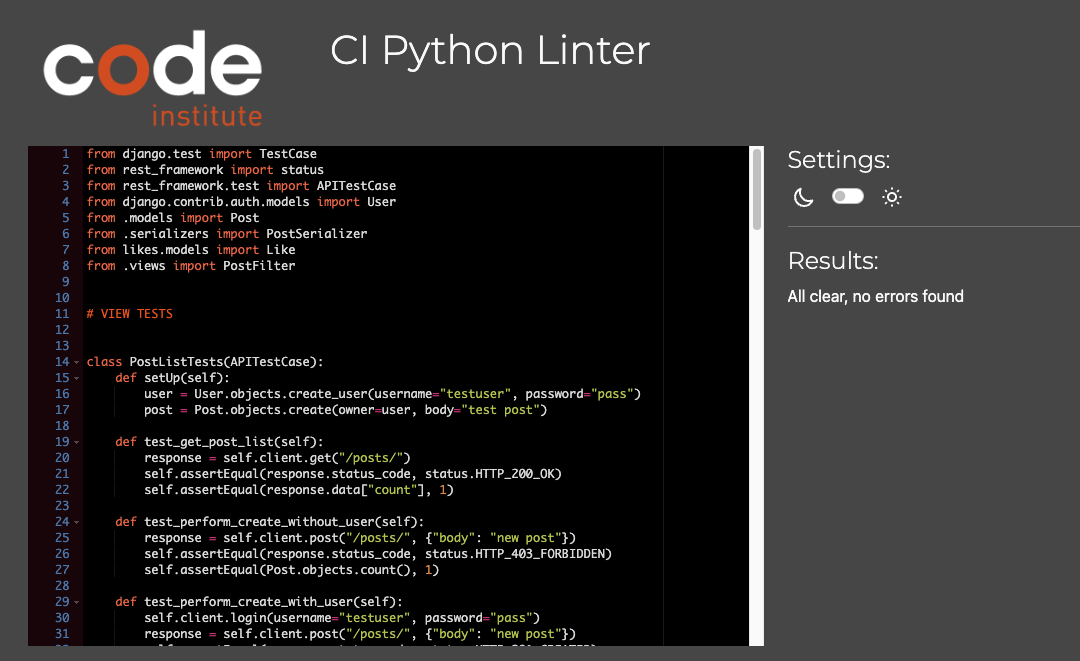 code
institute
CI Python Linter
1 from django.test import TestCase
2 from rest_framework import status
3 from rest_framework.test import APITestCase
4 from django.contrib.auth.models import User
5 from .models import Post
6 from .serializers import PostSerializer
7 from likes.models import Like
8 from .views import PostFilter
9
10
11 # VIEW TESTS
12
13
14 class PostListTests(APITestCase):
15     def setUp(self):
16         user = User.objects.create_user(username="testuser", password="pass")
17         post = Post.objects.create(owner=user, body="test post")
18
19     def test_get_post_list(self):
20         response = self.client.get("/posts/")
21         self.assertEqual(response.status_code, status.HTTP_200_OK)
22         self.assertEqual(response.data["count"], 1)
23
24     def test_perform_create_without_user(self):
25         response = self.client.post("/posts/", {"body": "new post"})
26         self.assertEqual(response.status_code, status.HTTP_403_FORBIDDEN)
27         self.assertEqual(Post.objects.count(), 1)
28
29     def test_perform_create_with_user(self):
30         self.client.login(username="testuser", password="pass")
31         response = self.client.post("/posts/", {"body": "new post"})
Settings:
Results:
All clear, no errors found